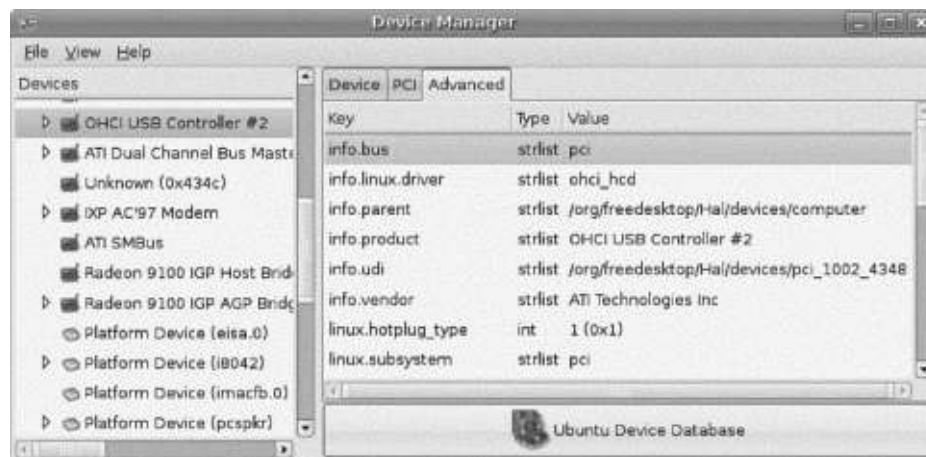 Device Manager
File View Help
Devices
OHCI USB Controller #2
ATI Dual Channel Bus Maste
Unknown (0x434c)
IXP AC'97 Modem
ATI SMBus
Radeon 9100 IGP Host Brid
Radeon 9100 IGP AGP Bridg
Platform Device (eisa.0)
Platform Device (i8042)
Platform Device (imacfb.0)
Platform Device (pcspkr)
Device PCI Advanced
Key Type Value
info.bus strlist pci
info.linux.driver strlist ohci_hcd
info.parent strlist /org/freedesktop/Hal/devices/computer
info.product strlist OHCI USB Controller #2
info.udi strlist /org/freedesktop/Hal/devices/pci_1002_4348
info.vendor strlist ATI Technologies Inc
linux.hotplug_type int 1 (0x1)
linux.subsystem strlist pci
Ubuntu Device Database